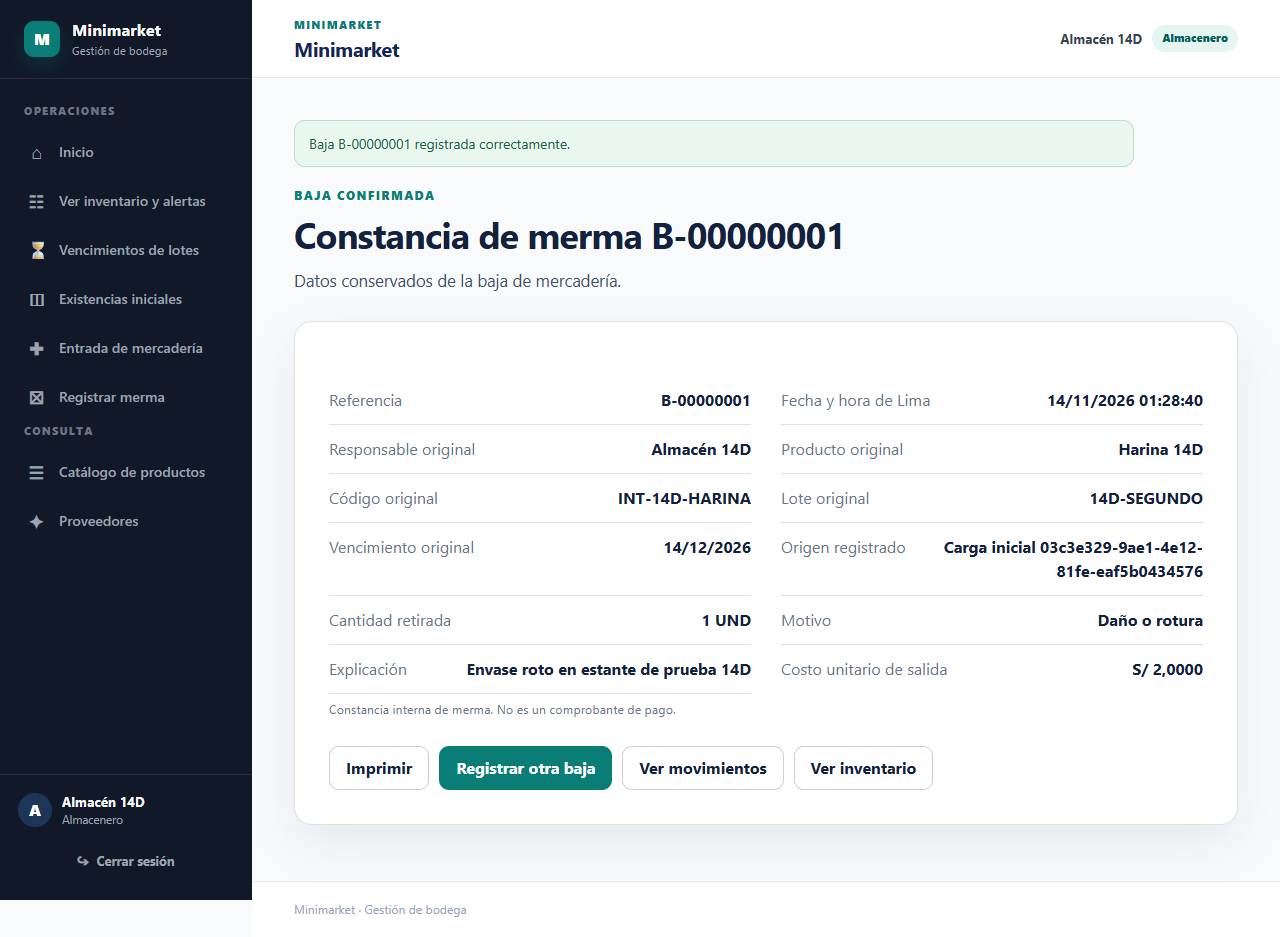 M
Minimarket
Gestión de bodega
OPERACIONES
Inicio
Ver inventario y alertas
Vencimientos de lotes
Existencias iniciales
Entrada de mercadería
Registrar merma
CONSULTA
Catálogo de productos
Proveedores
A
Almacén 14D
Almacenero
Cerrar sesión
MINIMARKET
Minimarket
Almacén 14D
Almacenero
Baja B-00000001 registrada correctamente.
BAJA CONFIRMADA
Constancia de merma B-00000001
Datos conservados de la baja de mercadería.
Referencia B-00000001
Fecha y hora de Lima 14/11/2026 01:28:40
Responsable original Almacén 14D
Producto original Harina 14D
Código original INT-14D-HARINA
Lote original 14D-SEGUNDO
Vencimiento original 14/12/2026
Origen registrado Carga inicial 03c3e329-9ae1-4e12-
81fe-eaf5b0434576
Cantidad retirada 1 UND
Motivo Daño o rotura
Explicación Envase roto en estante de prueba 14D
Costo unitario de salida S/ 2,0000
Constancia interna de merma. No es un comprobante de pago.
Imprimir
Registrar otra baja
Ver movimientos
Ver inventario
Minimarket · Gestión de bodega